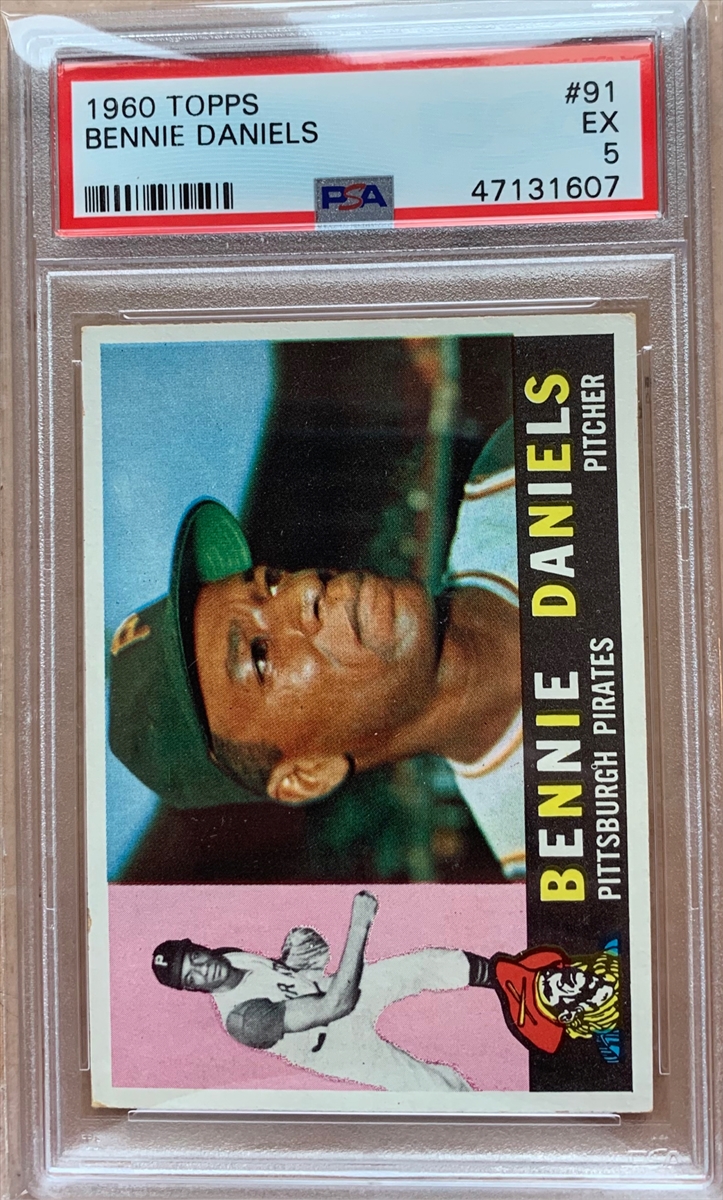 1960 TOPPS
BENNIE DANIELS
#91
EX
5
47131607
PSA
BENNIE DANIELS
PITTSBURGH PIRATES
PITCHER
P
P